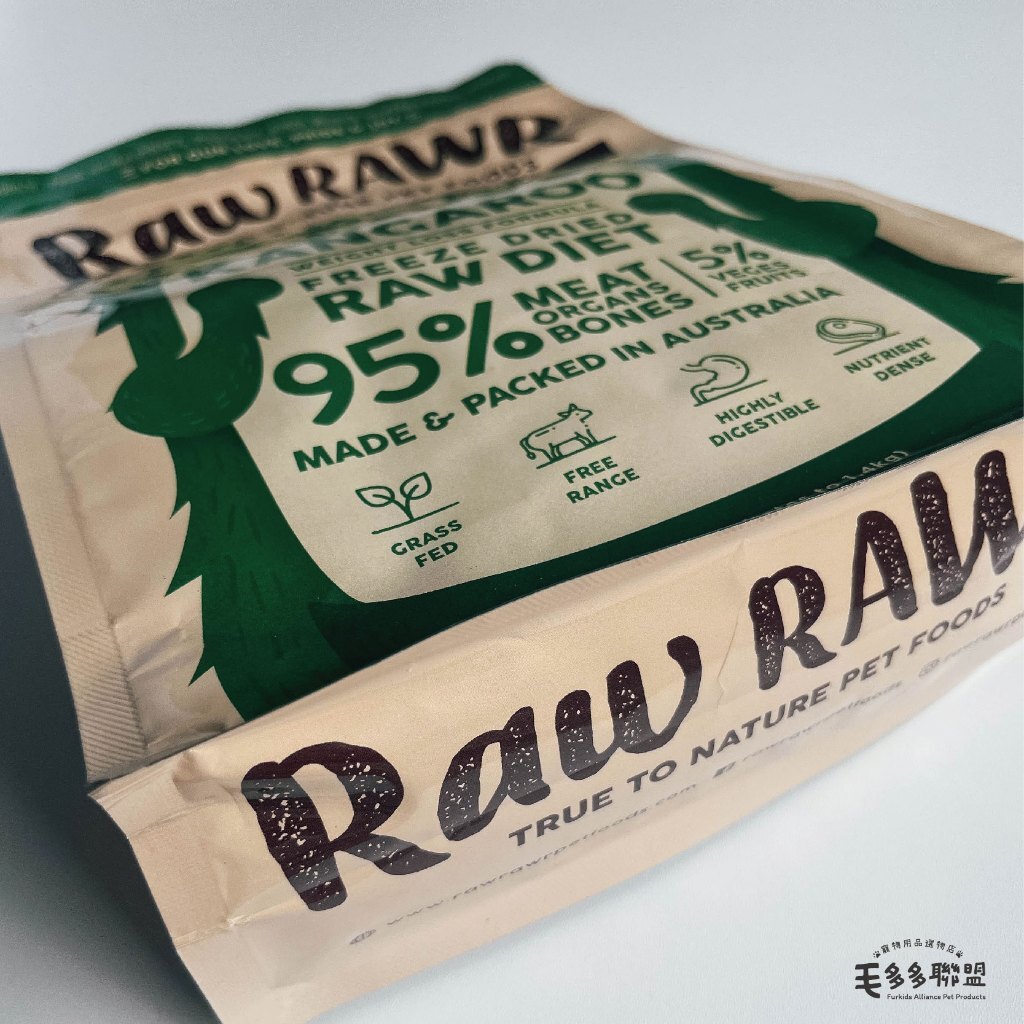 Raw RAWR
KANGAROO
WEIGHT LOSS FORMULA
FREEZE DRIED
RAW DIET
95% MEAT ORGANS BONES
5% VEGES FRUITS
MADE & PACKED IN AUSTRALIA
GRASS FED
FREE RANGE
HIGHLY DIGESTIBLE
NUTRIENT DENSE
1.4kg)
Raw RAW
TRUE TO NATURE PET FOODS
www.rawrawrpetfoods.com
寵物用品選物店
毛多多聯盟
Furkids Alliance Pet Products